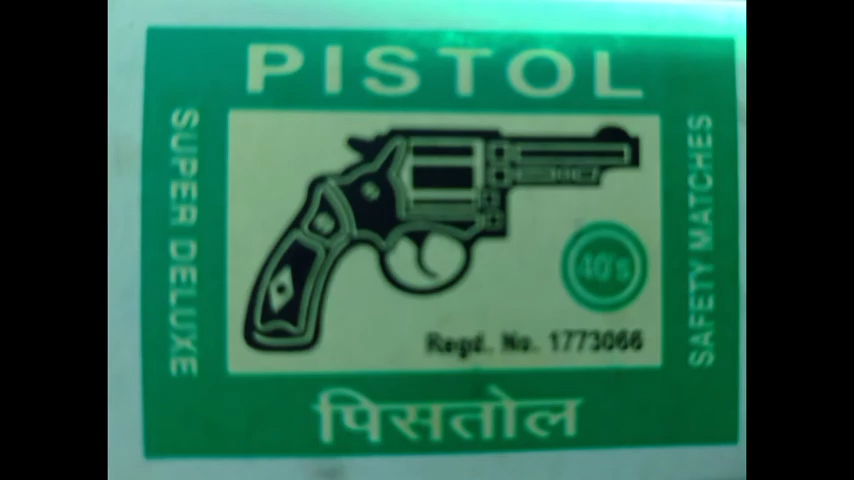 PISTOL
SUPER DELUXE
SAFETY MATCHES
40's
Regd. No. 1773066
पिसतोल